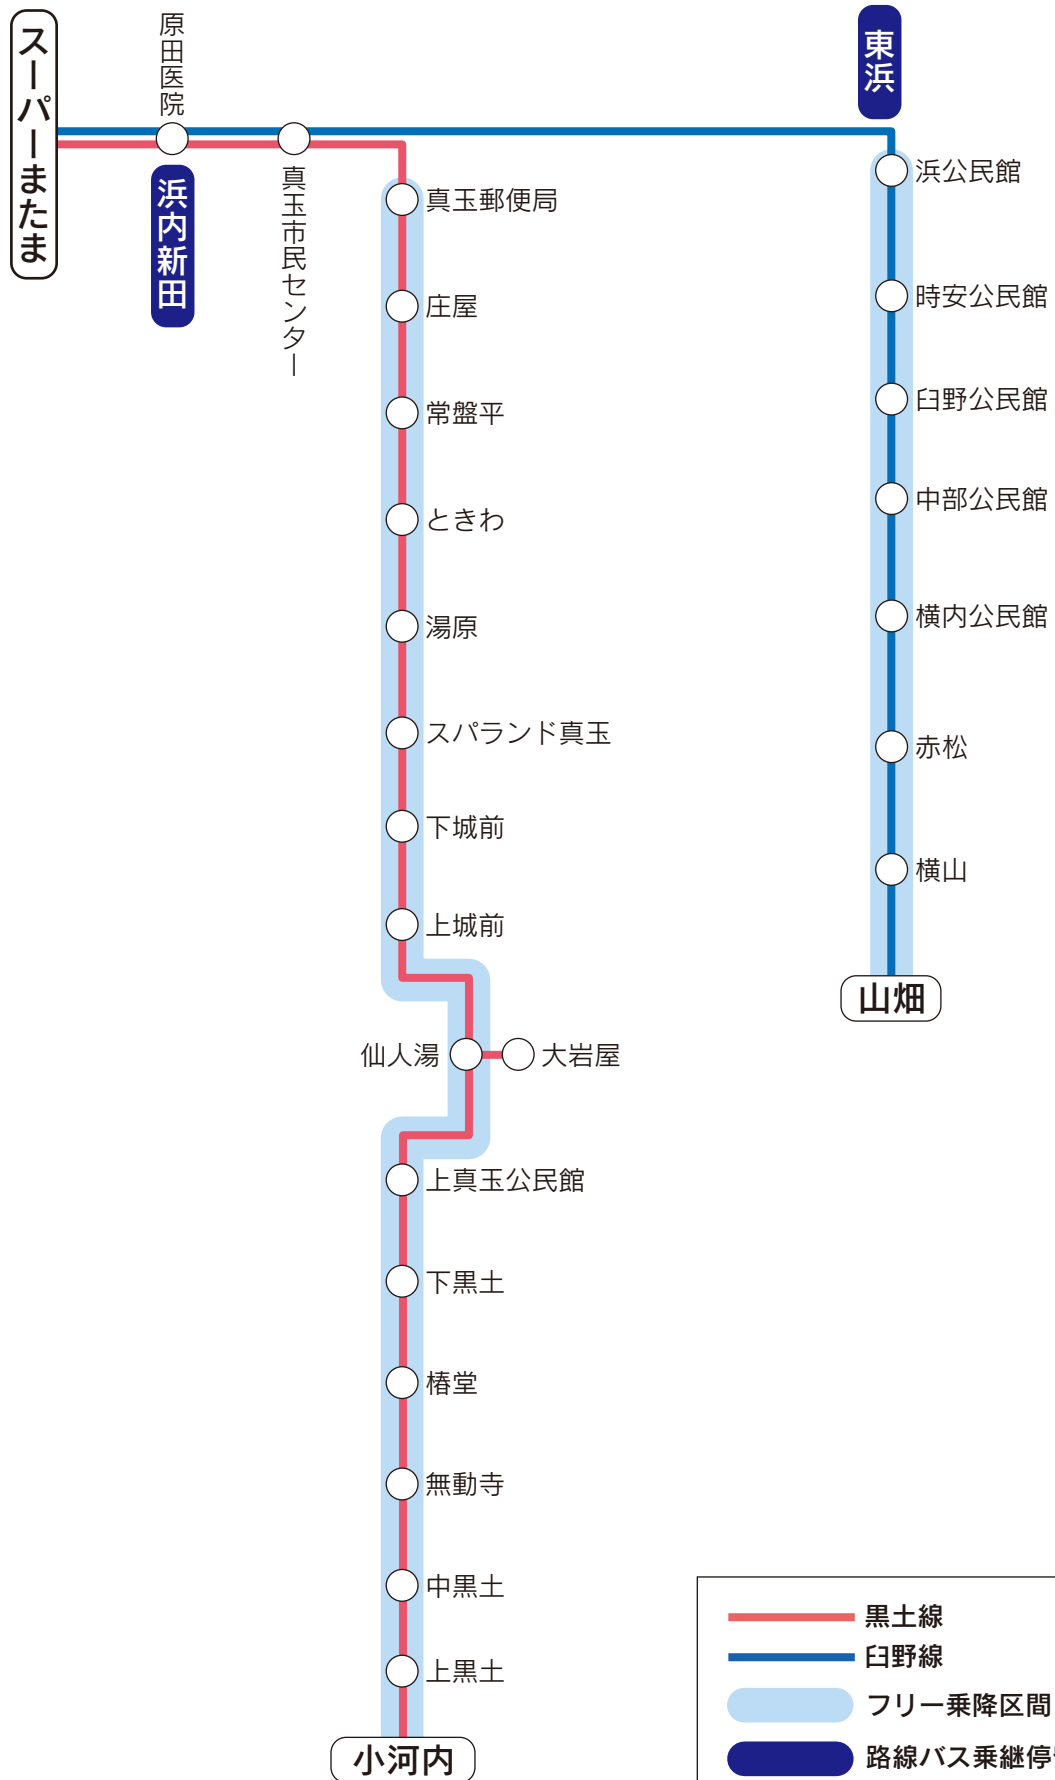 スーパーまたま
原田医院
浜内新田
真玉市民センター
東浜
真玉郵便局
庄屋
常盤平
ときわ
湯原
スパランド真玉
下城前
上城前
仙人湯
大岩屋
上真玉公民館
下黒土
椿堂
無動寺
中黒土
上黒土
小河内
浜公民館
時安公民館
臼野公民館
中部公民館
横内公民館
赤松
横山
山畑
黒土線
臼野線
フリー乗降区間
路線バス乗継停